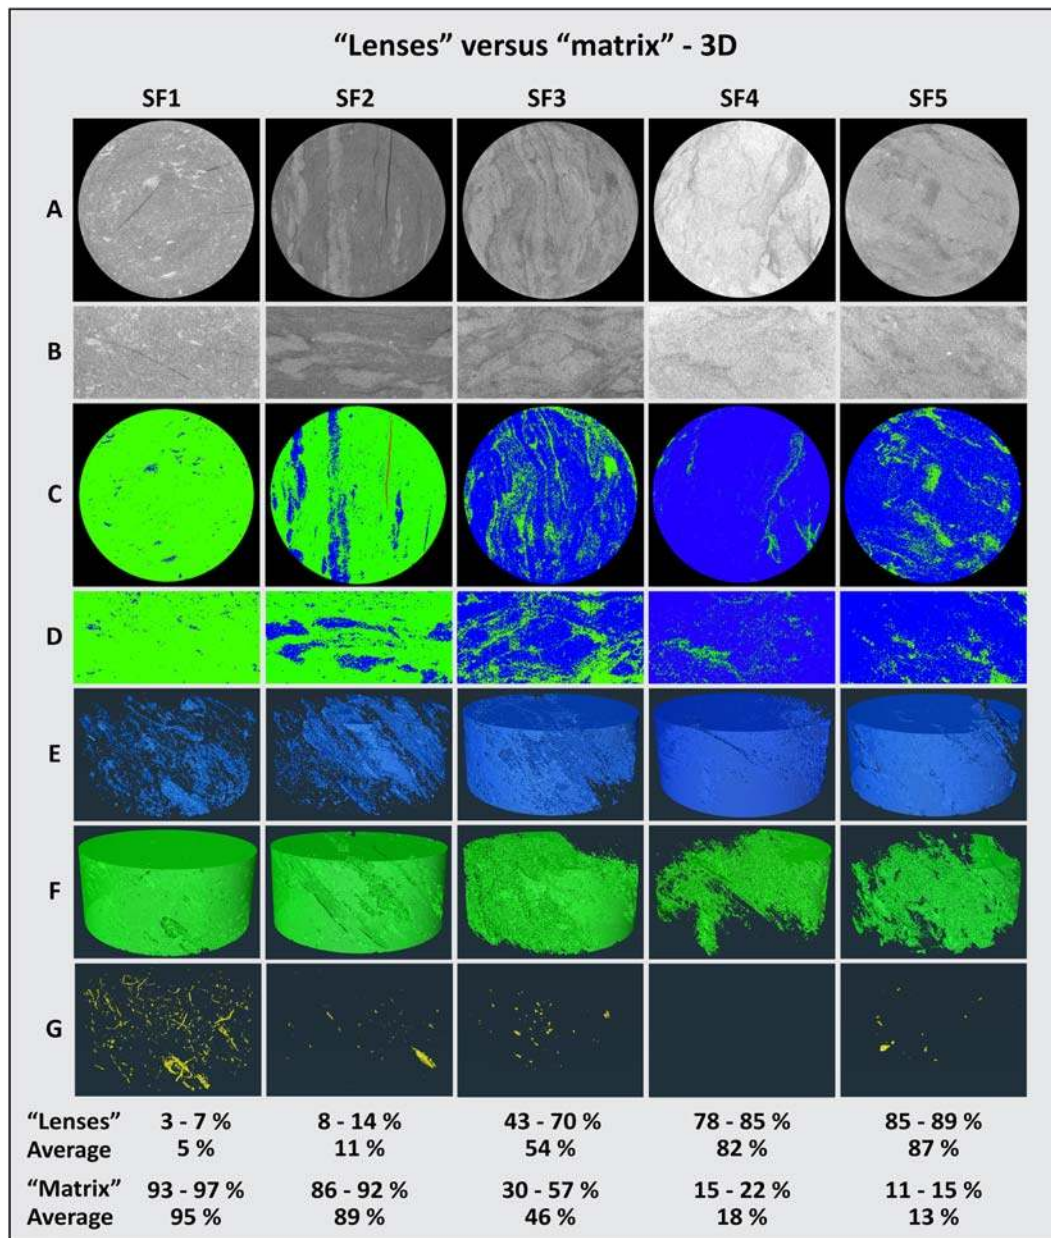 “Lenses” versus “matrix” - 3D
SF1 SF2 SF3 SF4 SF5
A
B
C
D
E
F
G
“Lenses” 3 - 7 % 8 - 14 % 43 - 70 % 78 - 85 % 85 - 89 %
Average 5 % 11 % 54 % 82 % 87 %
“Matrix” 93 - 97 % 86 - 92 % 30 - 57 % 15 - 22 % 11 - 15 %
Average 95 % 89 % 46 % 18 % 13 %